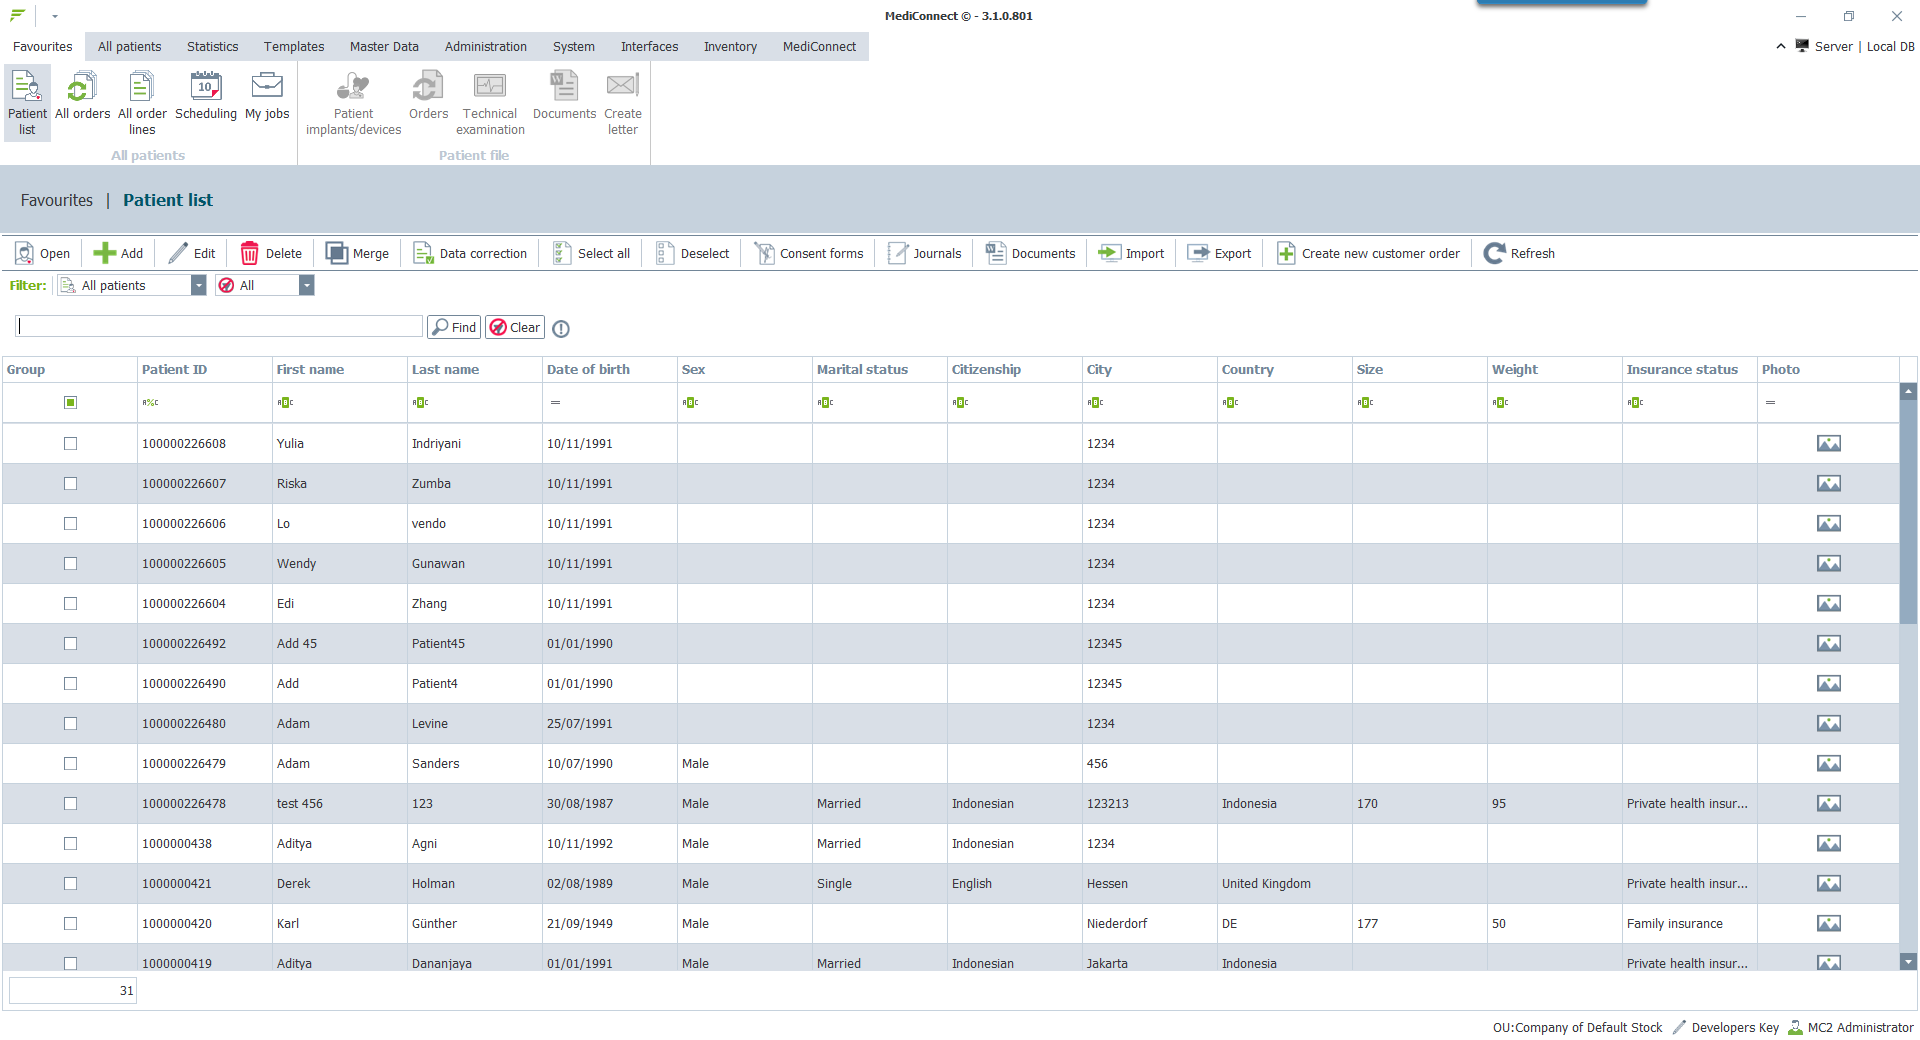 MediConnect © - 3.1.0.801
Favourites All patients Statistics Templates Master Data Administration System Interfaces Inventory MediConnect Server | Local DB
Patient list All orders All order lines 10 Scheduling My jobs Patient implants/devices Orders Technical examination Documents Create letter
All patients Patient file
Favourites | Patient list
Open Add Edit Delete Merge Data correction Select all Deselect Consent forms Journals Documents Import Export Create new customer order Refresh
Filter: All patients All
Find Clear
Group Patient ID First name Last name Date of birth Sex Marital status Citizenship City Country Size Weight Insurance status Photo
100000226608 Yulia Indriyani 10/11/1991 1234
100000226607 Riska Zumba 10/11/1991 1234
100000226606 Lo vendo 10/11/1991 1234
100000226605 Wendy Gunawan 10/11/1991 1234
100000226604 Edi Zhang 10/11/1991 1234
100000226492 Add 45 Patient45 01/01/1990 12345
100000226490 Add Patient4 01/01/1990 12345
100000226480 Adam Levine 25/07/1991 1234
100000226479 Adam Sanders 10/07/1990 Male 456
100000226478 test 456 123 30/08/1987 Male Married Indonesian 123213 Indonesia 170 95 Private health insur...
1000000438 Aditya Agni 10/11/1992 Male Married Indonesian 1234
1000000421 Derek Holman 02/08/1989 Male Single English Hessen United Kingdom Private health insur...
1000000420 Karl Günther 21/09/1949 Male Niederdorf DE 177 50 Family insurance
1000000419 Aditya Dananjaya 01/01/1991 Male Married Indonesian Jakarta Indonesia Private health insur...
31
OU:Company of Default Stock Developers Key MC2 Administrator